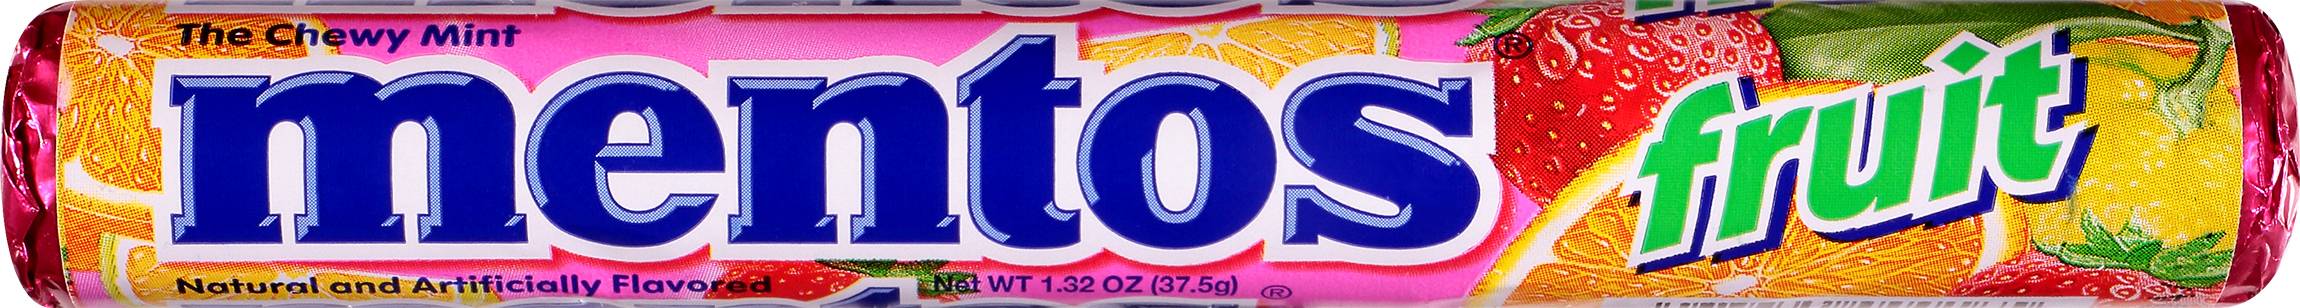 The Chewy Mint
mentos®
fruit
Natural and Artificially Flavored
Net WT 1.32 OZ (37.5g) ®